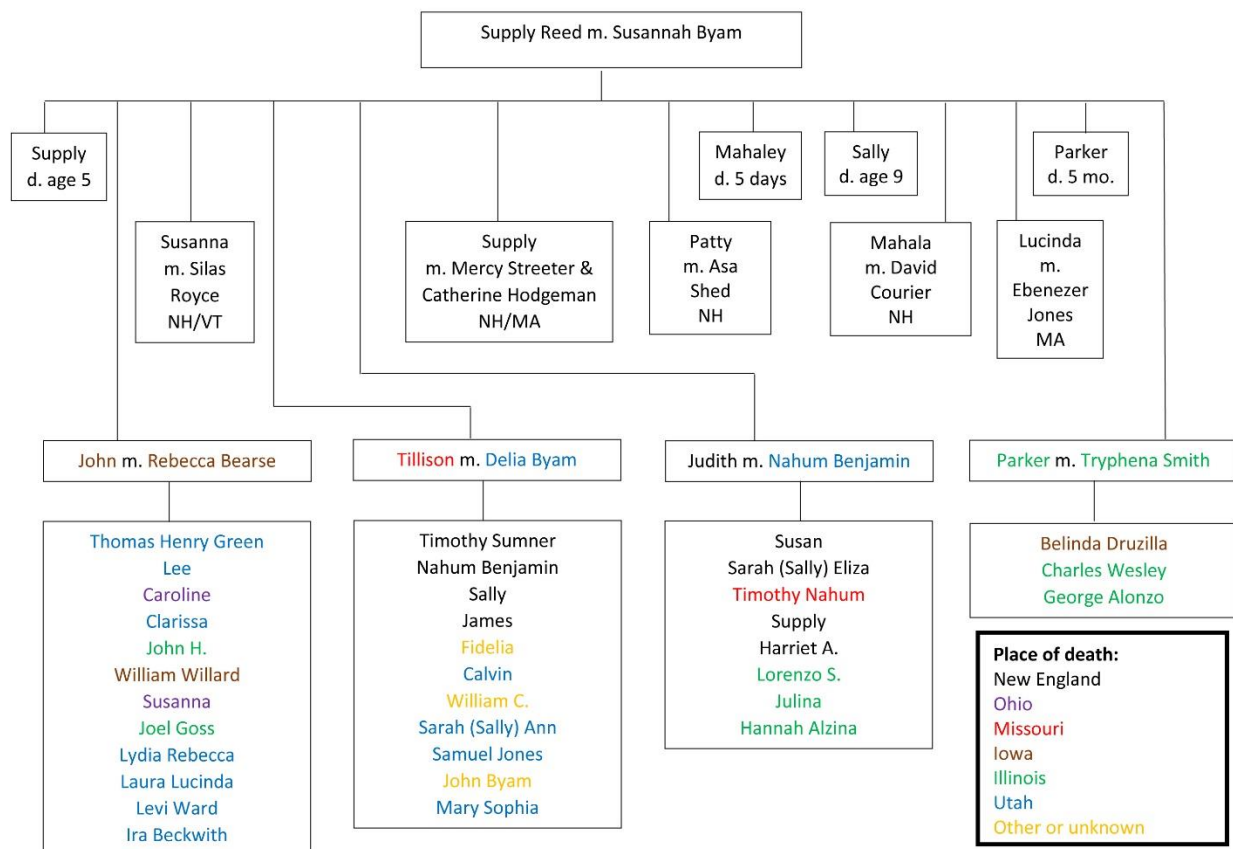 Supply Reed m. Susannah Byam
Supply
d. age 5
Mahaley
d. 5 days
Sally
d. age 9
Parker
d. 5 mo.
Susanna
m. Silas
Royce
NH/VT
Supply
m. Mercy Streeter &
Catherine Hodgeman
NH/MA
Patty
m. Asa
Shed
NH
Mahala
m. David
Courier
NH
Lucinda
m.
Ebenezer
Jones
MA
John m. Rebecca Bearse
Tillison m. Delia Byam
Judith m. Nahum Benjamin
Parker m. Tryphena Smith
Thomas Henry Green
Lee
Caroline
Clarissa
John H.
William Willard
Susanna
Joel Goss
Lydia Rebecca
Laura Lucinda
Levi Ward
Ira Beckwith
Timothy Sumner
Nahum Benjamin
Sally
James
Fidelia
Calvin
William C.
Sarah (Sally) Ann
Samuel Jones
John Byam
Mary Sophia
Susan
Sarah (Sally) Eliza
Timothy Nahum
Supply
Harriet A.
Lorenzo S.
Julina
Hannah Alzina
Belinda Druzilla
Charles Wesley
George Alonzo
Place of death:
New England
Ohio
Missouri
Iowa
Illinois
Utah
Other or unknown